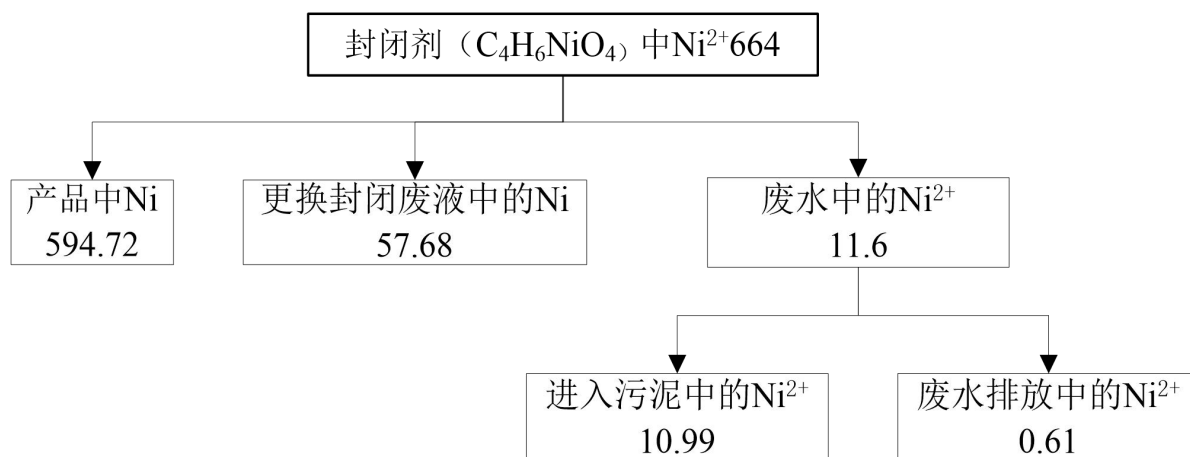 封闭剂（C₄H₆NiO₄）中Ni²⁺664
产品中Ni
594.72
更换封闭废液中的Ni
57.68
废水中的Ni²⁺
11.6
进入污泥中的Ni²⁺
10.99
废水排放中的Ni²⁺
0.61